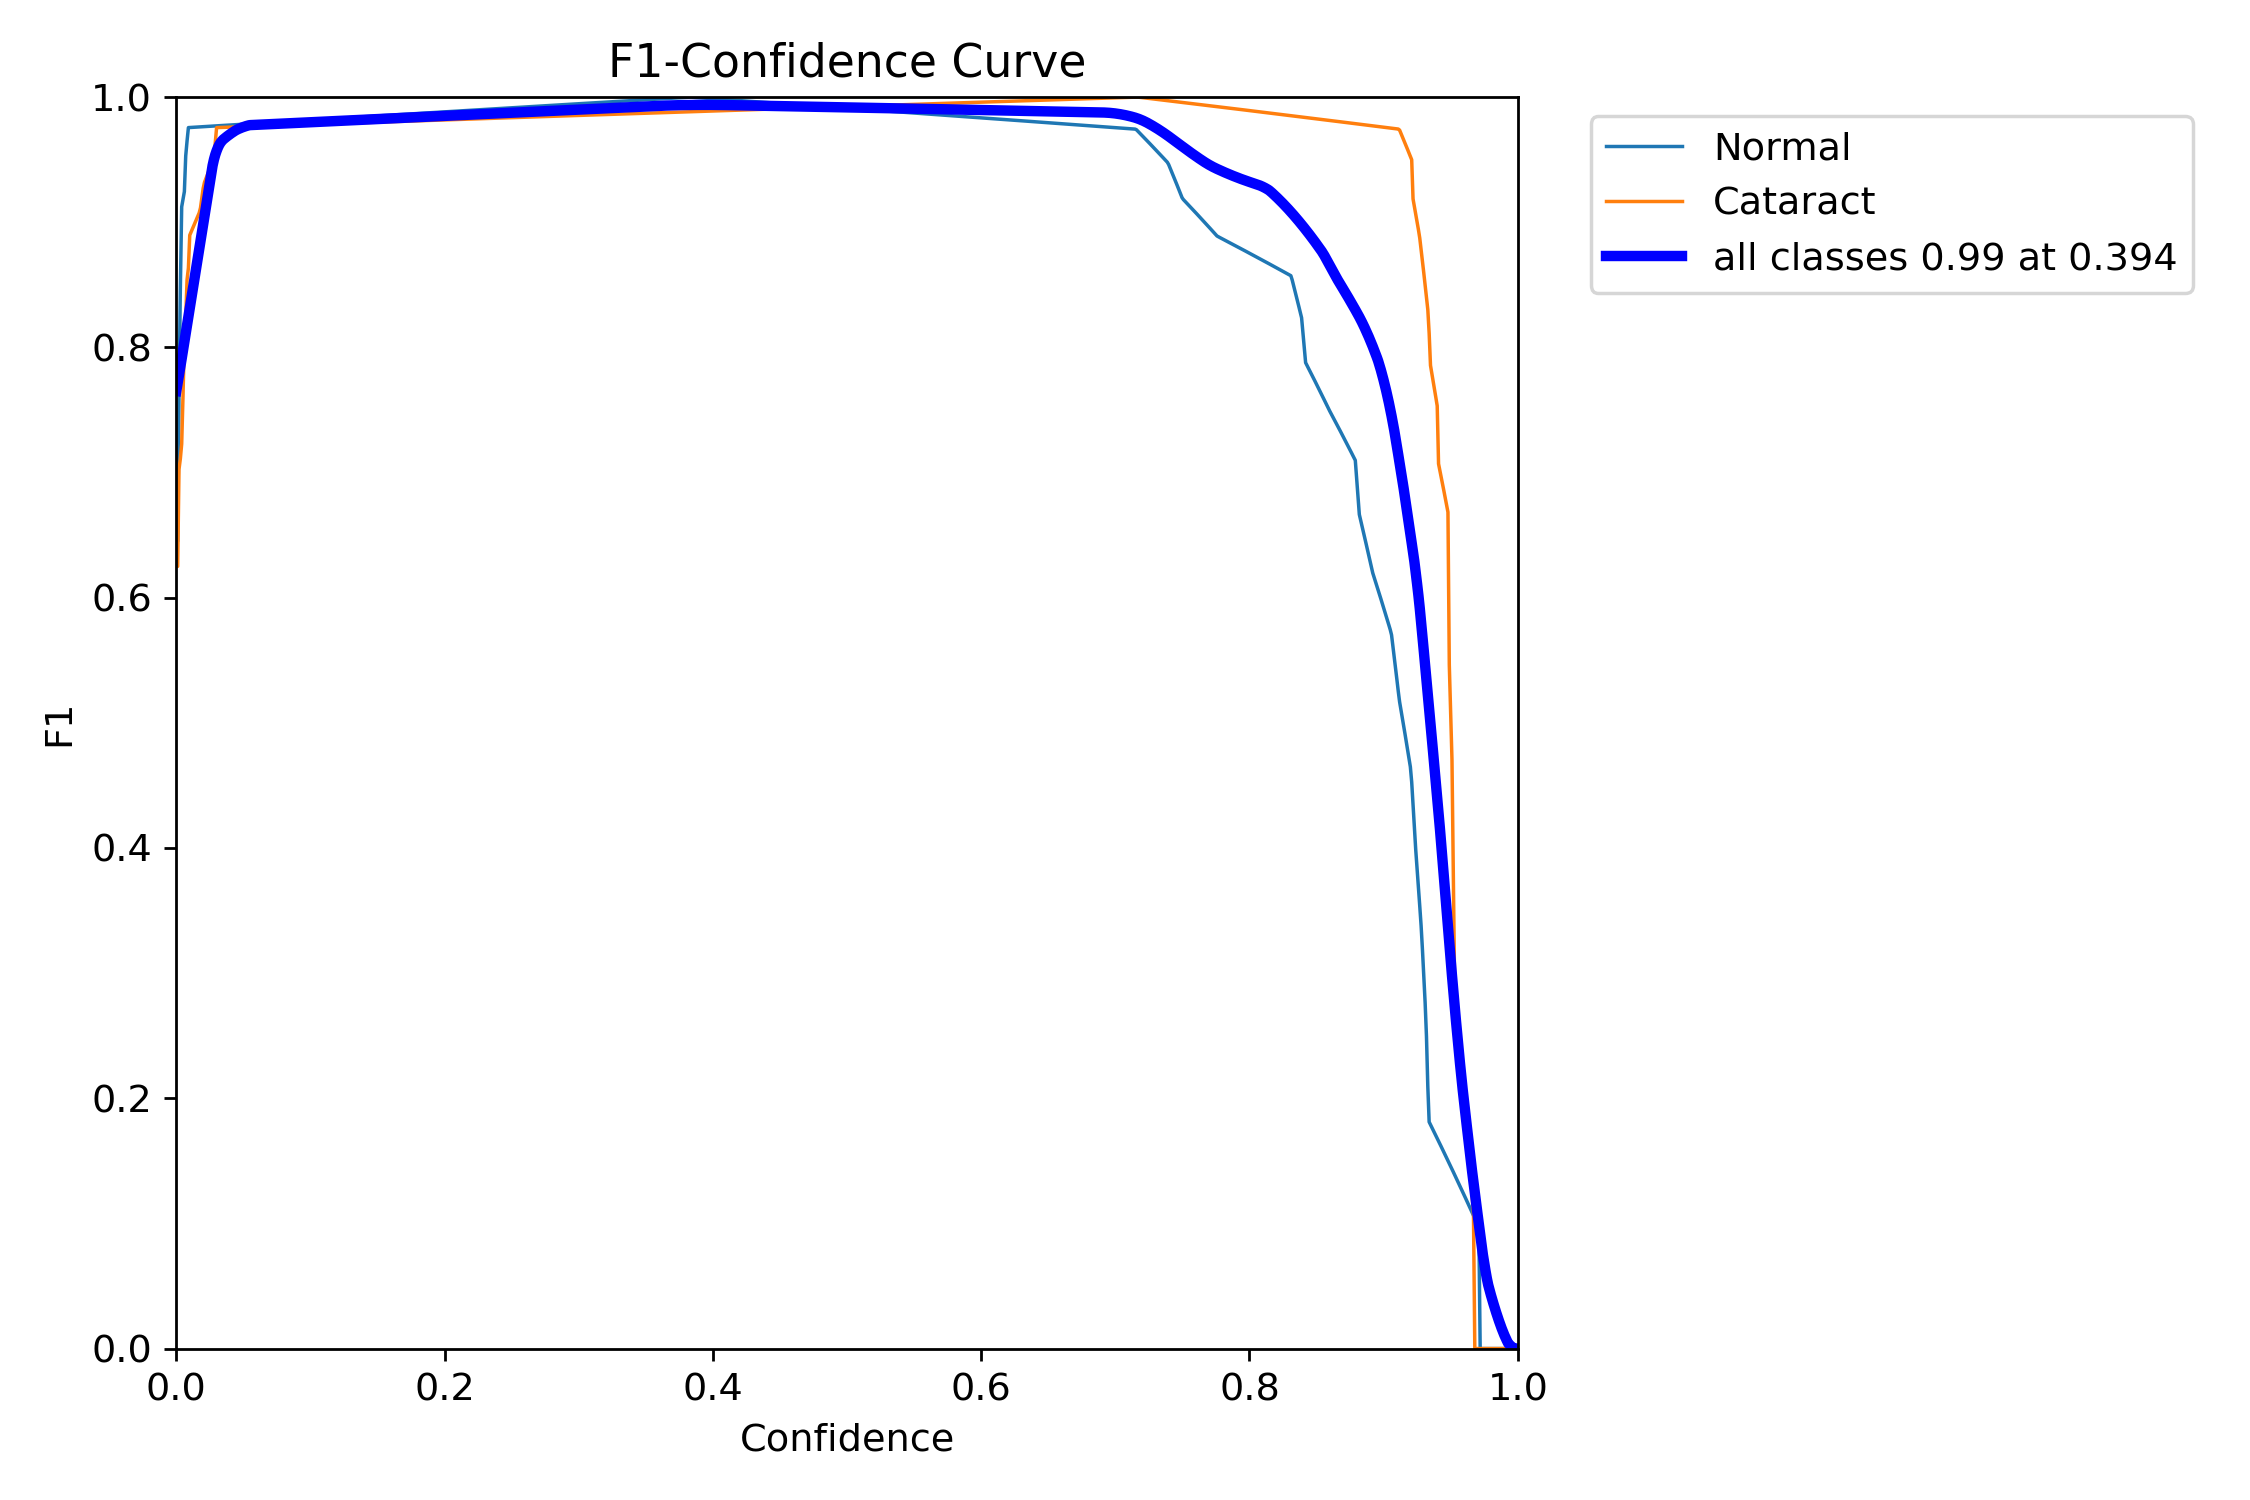 F1-Confidence Curve
1.0
0.8
0.6
0.4
0.2
0.0
F1
0.0 0.2 0.4 0.6 0.8 1.0
Confidence
Normal
Cataract
all classes 0.99 at 0.394